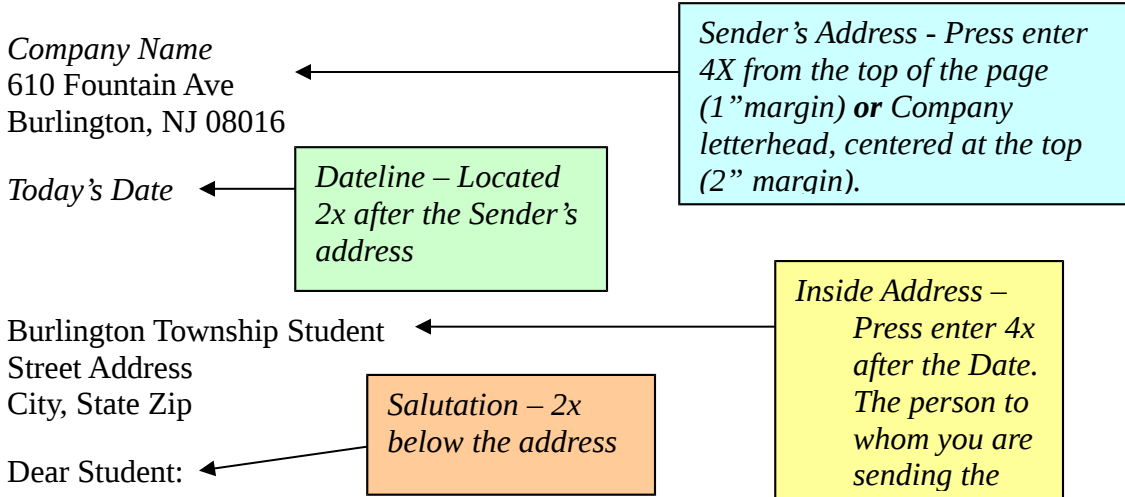 Company Name
610 Fountain Ave
Burlington, NJ 08016
Sender’s Address - Press enter
4X from the top of the page
(1”margin) or Company
letterhead, centered at the top
(2” margin).
Today’s Date
Dateline – Located
2x after the Sender’s
address
Burlington Township Student
Street Address
City, State Zip
Inside Address –
Press enter 4x
after the Date.
The person to
whom you are
sending the
Salutation – 2x
below the address
Dear Student: